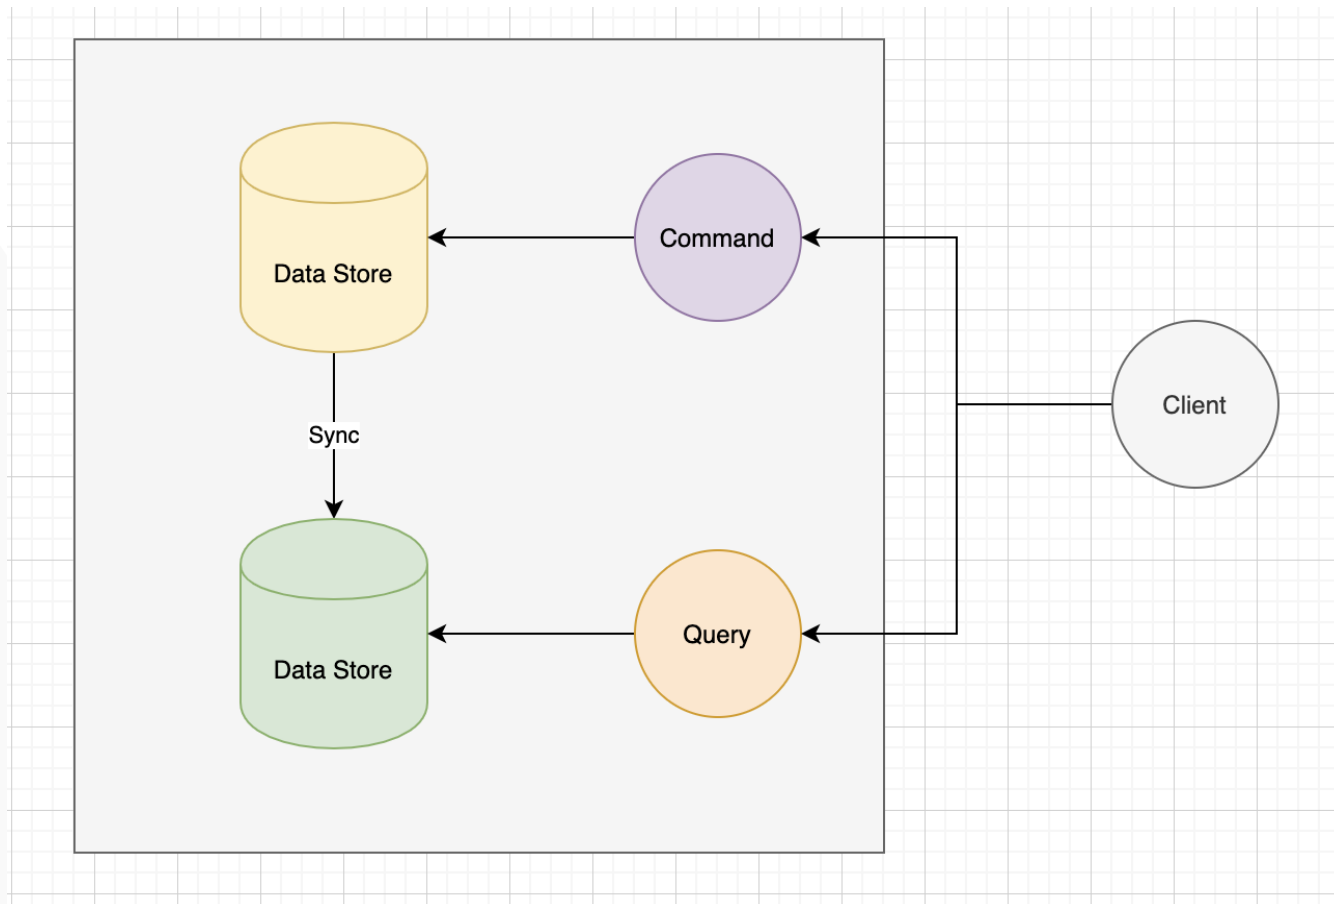 Data Store
Command
Client
Sync
Data Store
Query